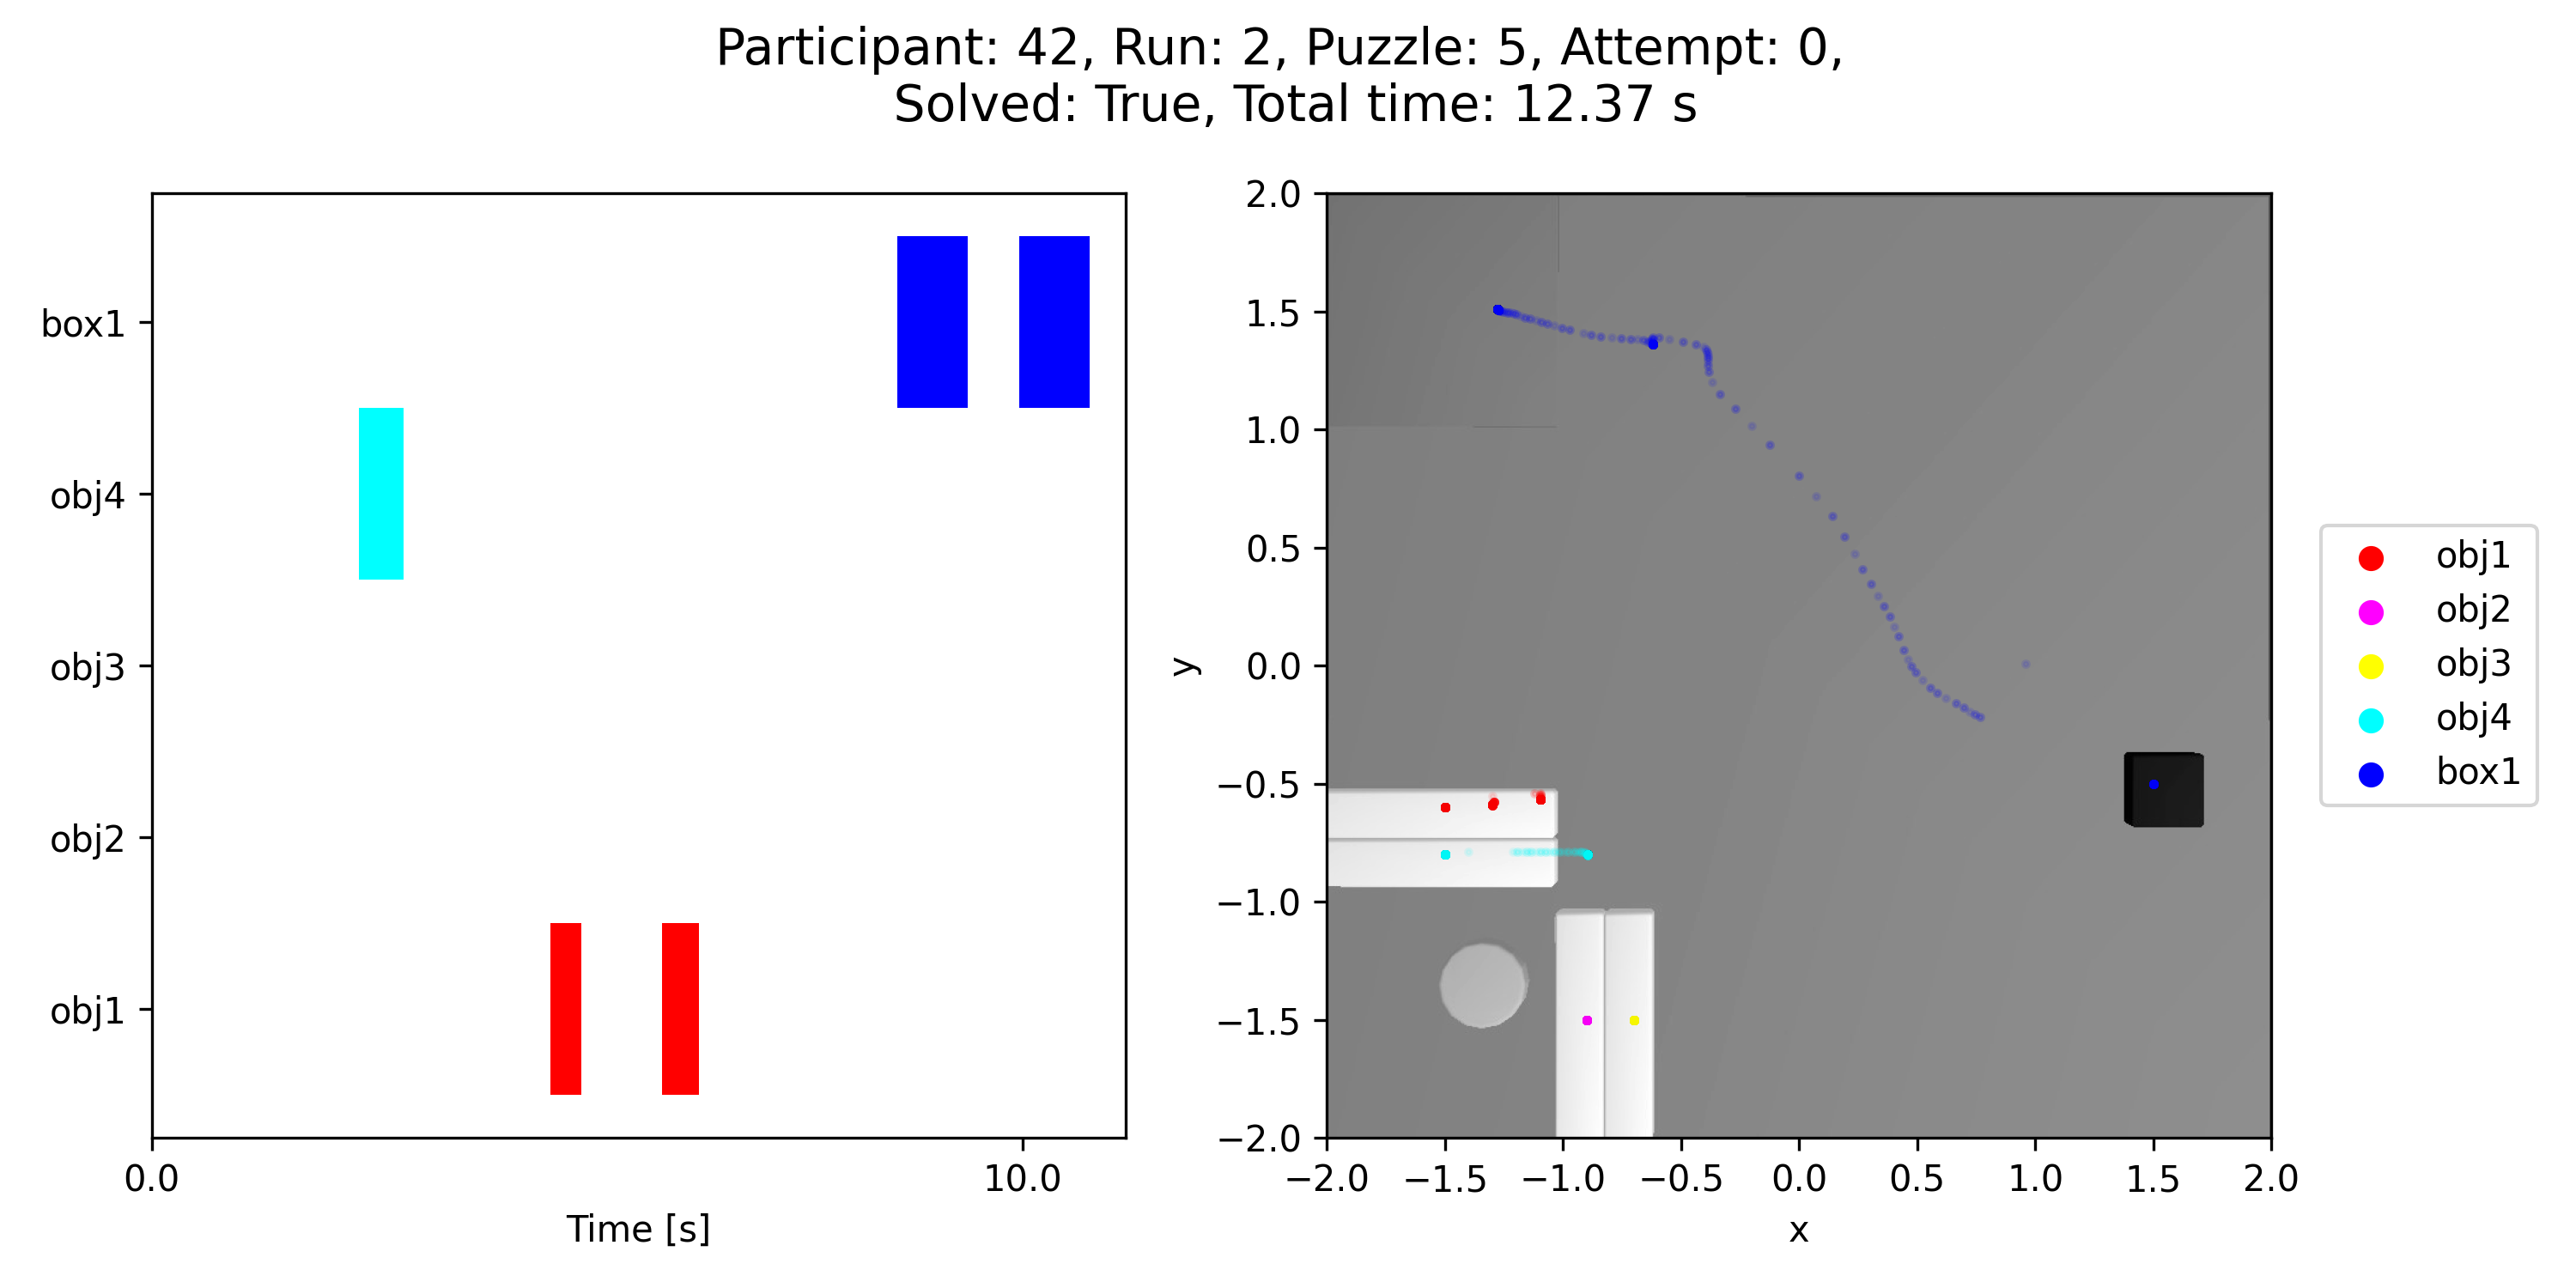 Participant: 42, Run: 2, Puzzle: 5, Attempt: 0,
Solved: True, Total time: 12.37 s
box1
obj4
obj3
obj2
obj1
0.0
10.0
Time [s]
2.0
1.5
1.0
0.5
0.0
−0.5
−1.0
−1.5
−2.0
y
−2.0
−1.5
−1.0
−0.5
0.0
0.5
1.0
1.5
2.0
x
obj1
obj2
obj3
obj4
box1